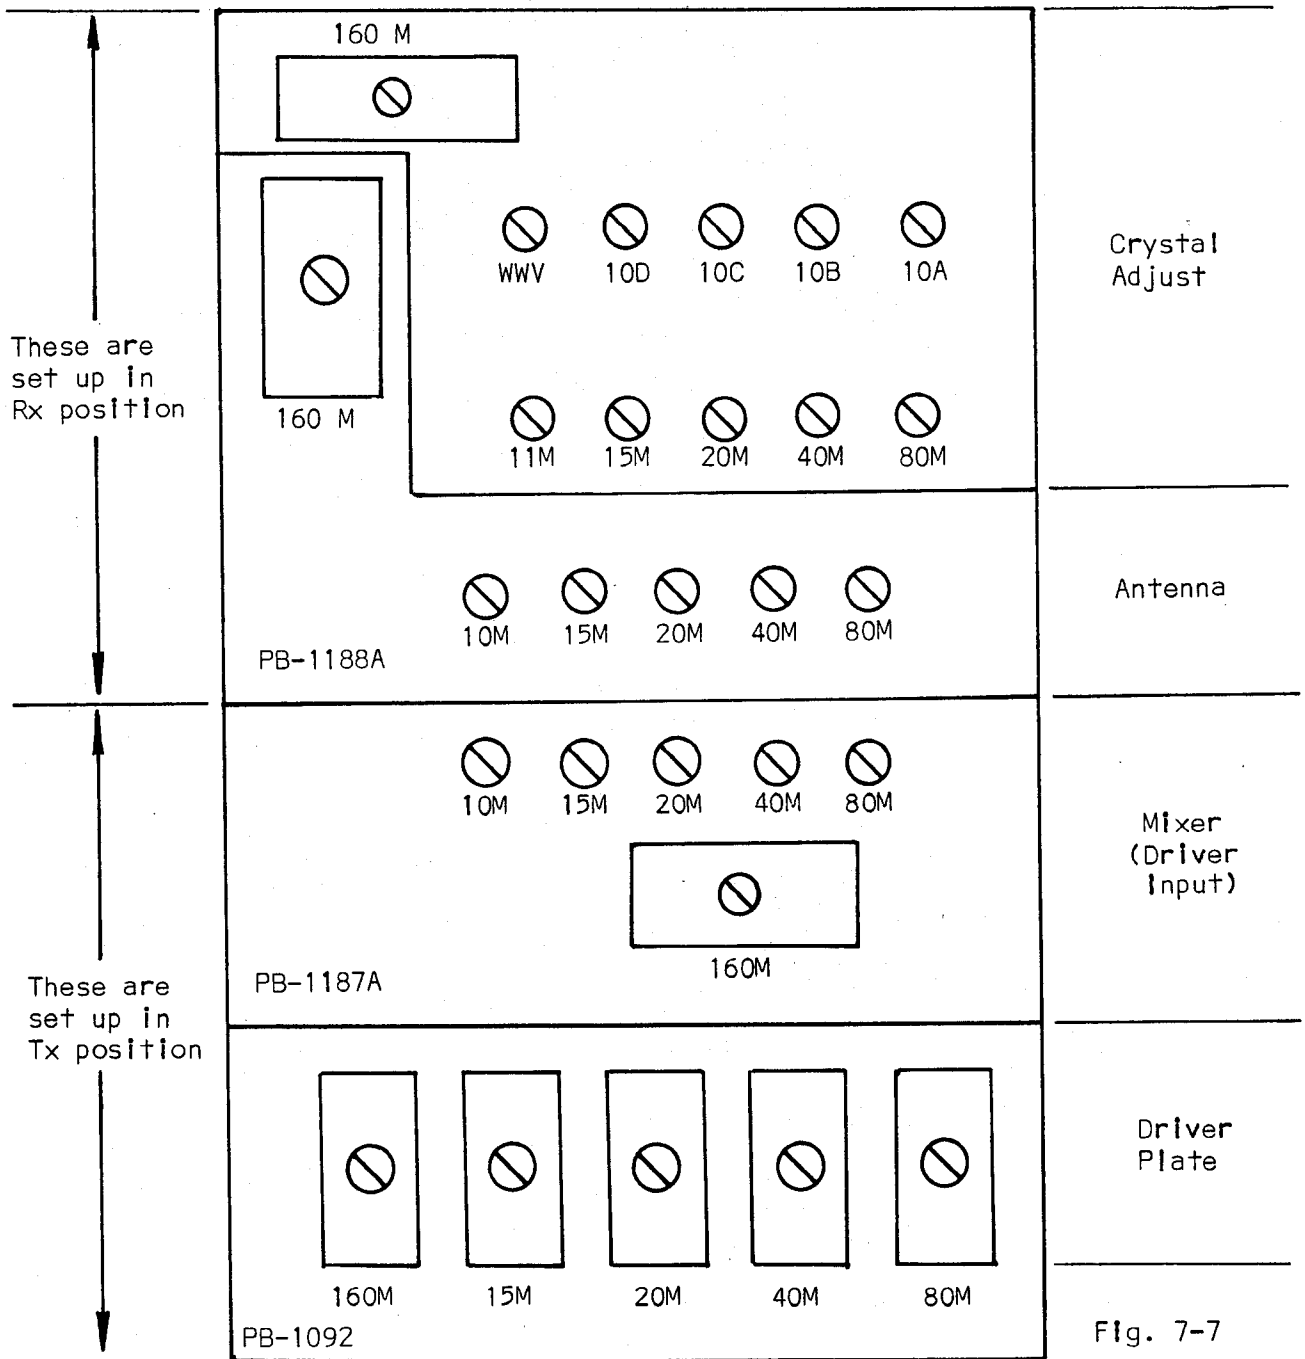 160 M
WWV 10D 10C 10B 10A
Crystal
Adjust
These are
set up in
Rx position
160 M
11M 15M 20M 40M 80M
10M 15M 20M 40M 80M
Antenna
PB-1188A
10M 15M 20M 40M 80M
Mixer
(Driver
Input)
160M
PB-1187A
These are
set up in
Tx position
Driver
Plate
160M 15M 20M 40M 80M
PB-1092
Fig. 7-7